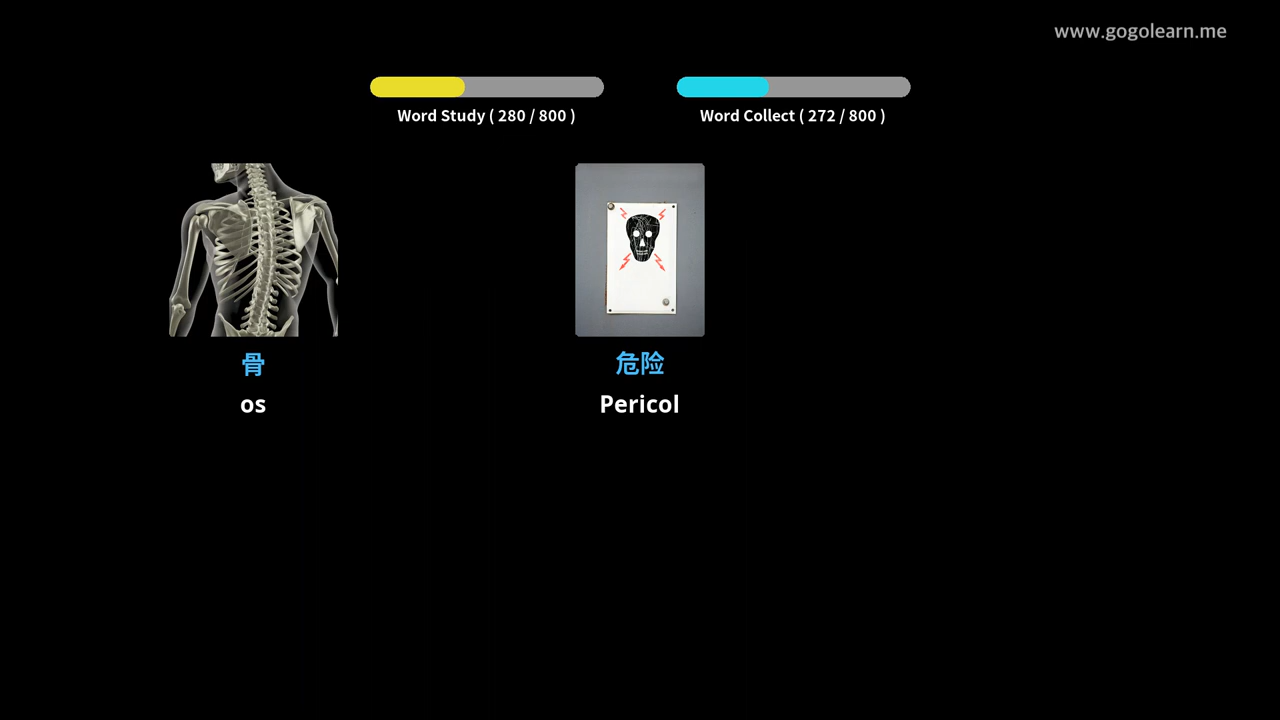 www.gogolearn.me
Word Study ( 280 / 800 )
Word Collect ( 272 / 800 )
骨
os
危险
Pericol